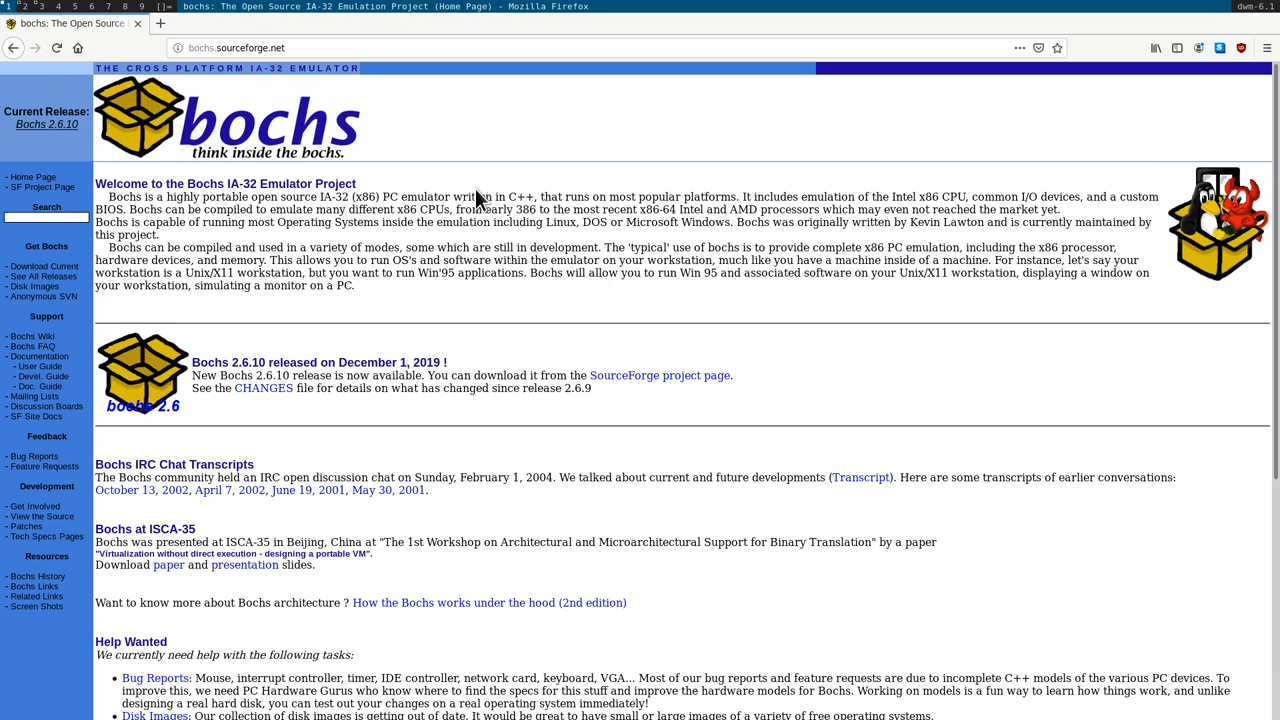 1 2 3 4 5 6 7 8 9 []= bochs: The Open Source IA-32 Emulation Project (Home Page) - Mozilla Firefox dwm-6.1
bochs: The Open Source
bochs.sourceforge.net
THE CROSS PLATFORM IA-32 EMULATOR
Current Release:
Bochs 2.6.10
bochs
think inside the bochs.
- Home Page
- SF Project Page
Search
Get Bochs
- Download Current
- See All Releases
- Disk Images
- Anonymous SVN
Support
- Bochs Wiki
- Bochs FAQ
- Documentation
- User Guide
- Devel. Guide
- Doc. Guide
- Mailing Lists
- Discussion Boards
- SF Site Docs
Feedback
- Bug Reports
- Feature Requests
Development
- Get Involved
- View the Source
- Patches
- Tech Specs Pages
Resources
- Bochs History
- Bochs Links
- Related Links
- Screen Shots
Welcome to the Bochs IA-32 Emulator Project
Bochs is a highly portable open source IA-32 (x86) PC emulator written in C++, that runs on most popular platforms. It includes emulation of the Intel x86 CPU, common I/O devices, and a custom
BIOS. Bochs can be compiled to emulate many different x86 CPUs, from early 386 to the most recent x86-64 Intel and AMD processors which may even not reached the market yet.
Bochs is capable of running most Operating Systems inside the emulation including Linux, DOS or Microsoft Windows. Bochs was originally written by Kevin Lawton and is currently maintained by
this project.
Bochs can be compiled and used in a variety of modes, some which are still in development. The 'typical' use of bochs is to provide complete x86 PC emulation, including the x86 processor,
hardware devices, and memory. This allows you to run OS's and software within the emulator on your workstation, much like you have a machine inside of a machine. For instance, let's say your
workstation is a Unix/X11 workstation, but you want to run Win'95 applications. Bochs will allow you to run Win 95 and associated software on your Unix/X11 workstation, displaying a window on
your workstation, simulating a monitor on a PC.
bochs 2.6
Bochs 2.6.10 released on December 1, 2019 !
New Bochs 2.6.10 release is now available. You can download it from the SourceForge project page.
See the CHANGES file for details on what has changed since release 2.6.9
Bochs IRC Chat Transcripts
The Bochs community held an IRC open discussion chat on Sunday, February 1, 2004. We talked about current and future developments (Transcript). Here are some transcripts of earlier conversations:
October 13, 2002, April 7, 2002, June 19, 2001, May 30, 2001.
Bochs at ISCA-35
Bochs was presented at ISCA-35 in Beijing, China at "The 1st Workshop on Architectural and Microarchitectural Support for Binary Translation" by a paper
"Virtualization without direct execution - designing a portable VM".
Download paper and presentation slides.
Want to know more about Bochs architecture ? How the Bochs works under the hood (2nd edition)
Help Wanted
We currently need help with the following tasks:
• Bug Reports: Mouse, interrupt controller, timer, IDE controller, network card, keyboard, VGA... Most of our bug reports and feature requests are due to incomplete C++ models of the various PC devices. To
improve this, we need PC Hardware Gurus who know where to find the specs for this stuff and improve the hardware models for Bochs. Working on models is a fun way to learn how things work, and unlike
designing a real hard disk, you can test out your changes on a real operating system immediately!
• Disk Images: Our collection of disk images is getting out of date. It would be great to have small or large images of a variety of free operating systems.